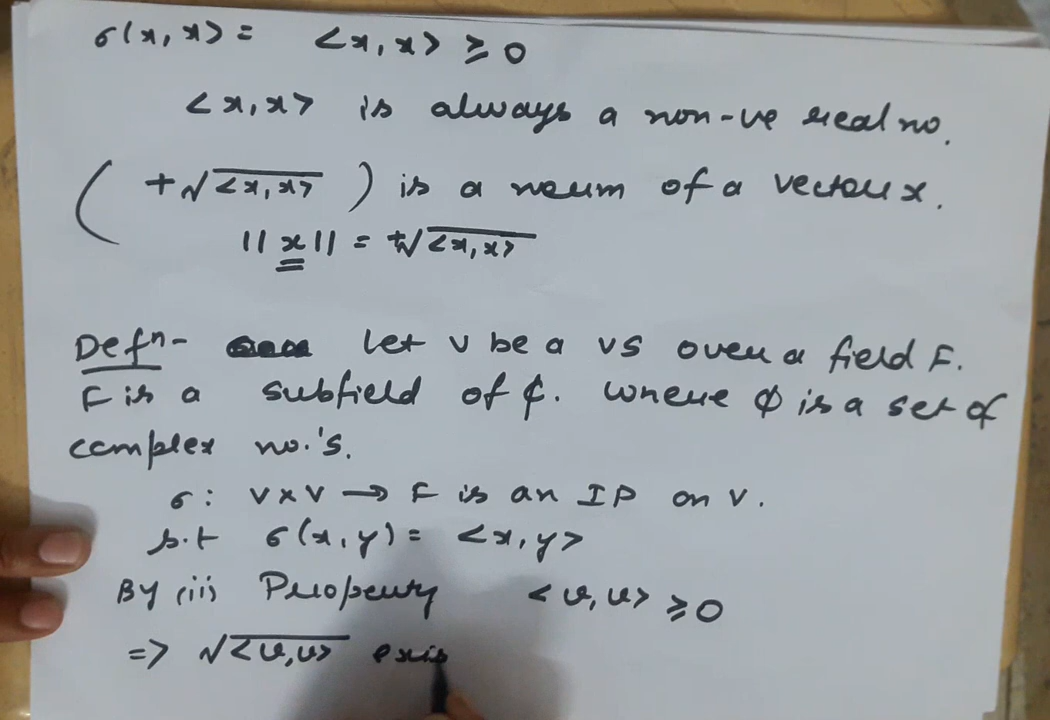 σ(x, x) = <x, x> ≥ 0
<x, x> is always a non-ve real no.
( +√<x, x> ) is a norm of a vector x.
||x|| = +√<x, x>
Defn- let V be a VS over a field F.
F is a subfield of ₵. where ₵ is a set of
complex no.'s.
σ: V×V → F is an IP on V.
s.t σ(x, y) = <x, y>
By (ii) Property <v, v> ≥ 0
=> √<v, v> exis